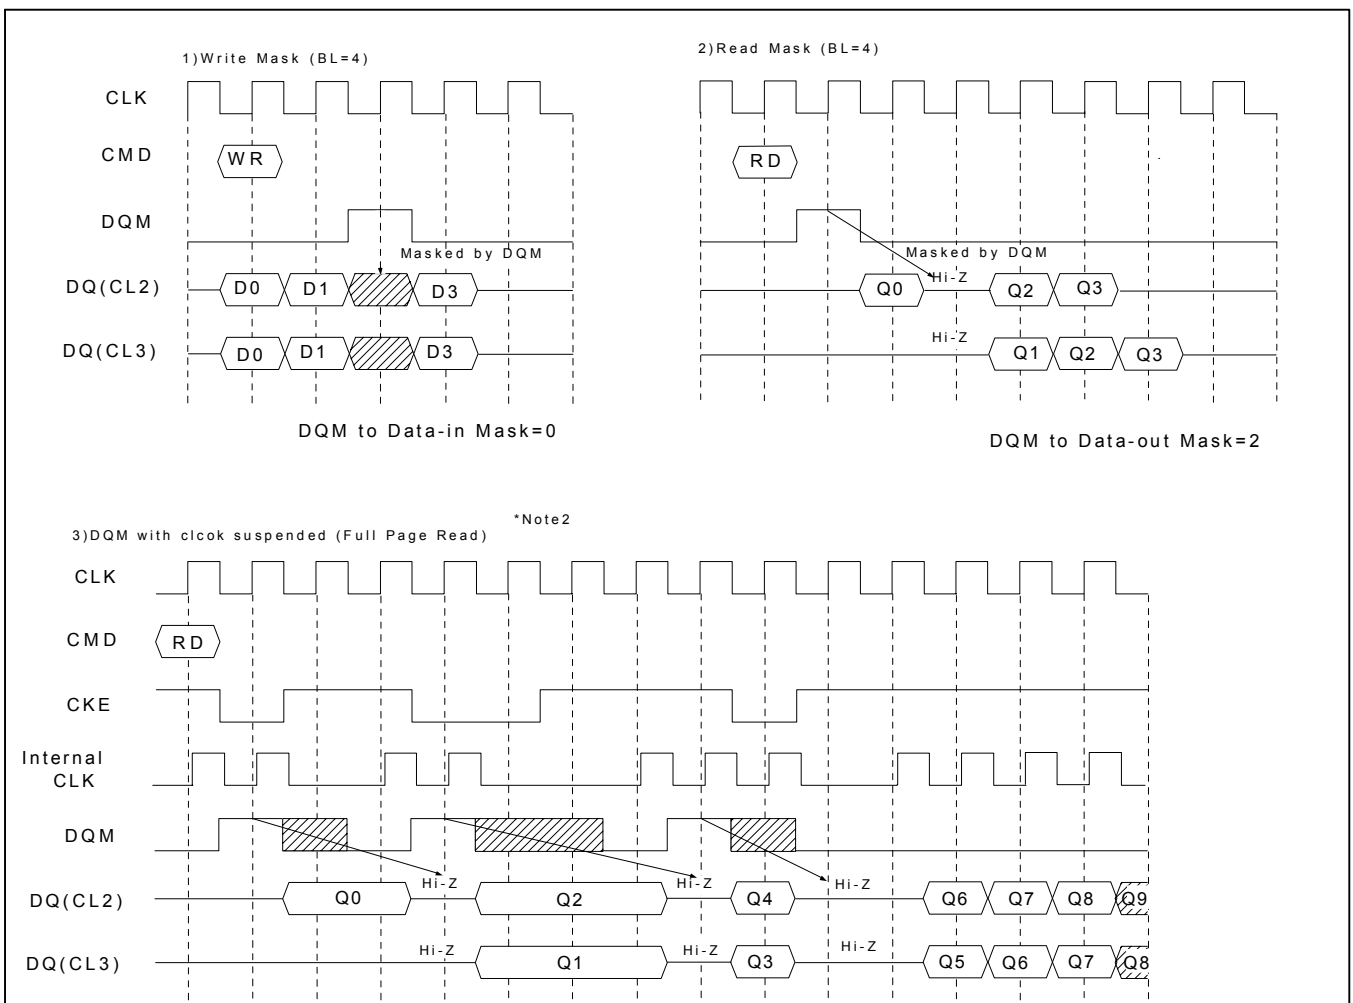 1)Write Mask (BL=4)
CLK
CMD
WR
DQM
Masked by DQM
DQ(CL2)
D0 D1 D3
DQ(CL3)
D0 D1 D3
DQM to Data-in Mask=0
2)Read Mask (BL=4)
RD
Masked by DQM
Hi-Z
Q0 Q2 Q3
Hi-Z
Q1 Q2 Q3
DQM to Data-out Mask=2
*Note2
3)DQM with clcok suspended (Full Page Read)
CLK
CMD
RD
CKE
Internal
CLK
DQM
Hi-Z Hi-Z Hi-Z
DQ(CL2)
Q0 Q2 Q4 Q6 Q7 Q8 Q9
Hi-Z Hi-Z Hi-Z
DQ(CL3)
Q1 Q3 Q5 Q6 Q7 Q8